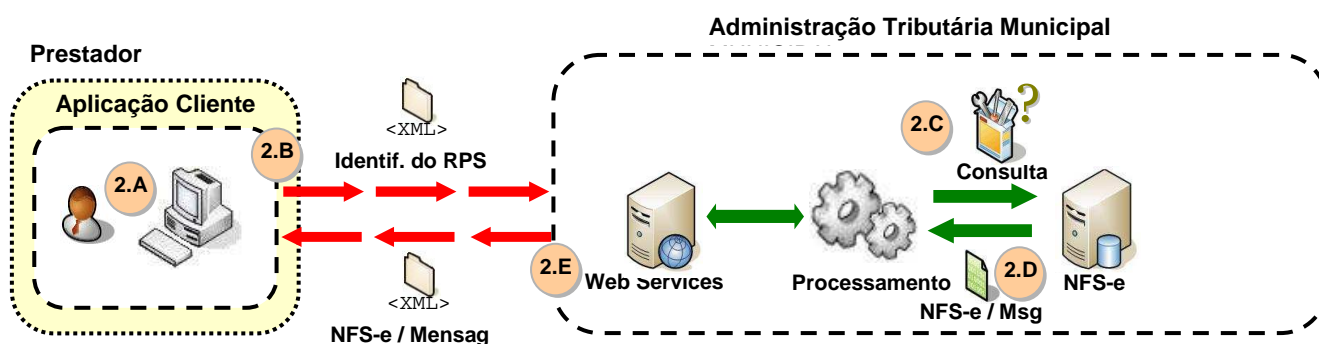 Administração Tributária Municipal
Prestador
Aplicação Cliente
2.A
2.B
<XML>
Identif. do RPS
<XML>
NFS-e / Mensag
2.E
Web Services
Processamento
2.C
?
Consulta
2.D
NFS-e / Msg
NFS-e